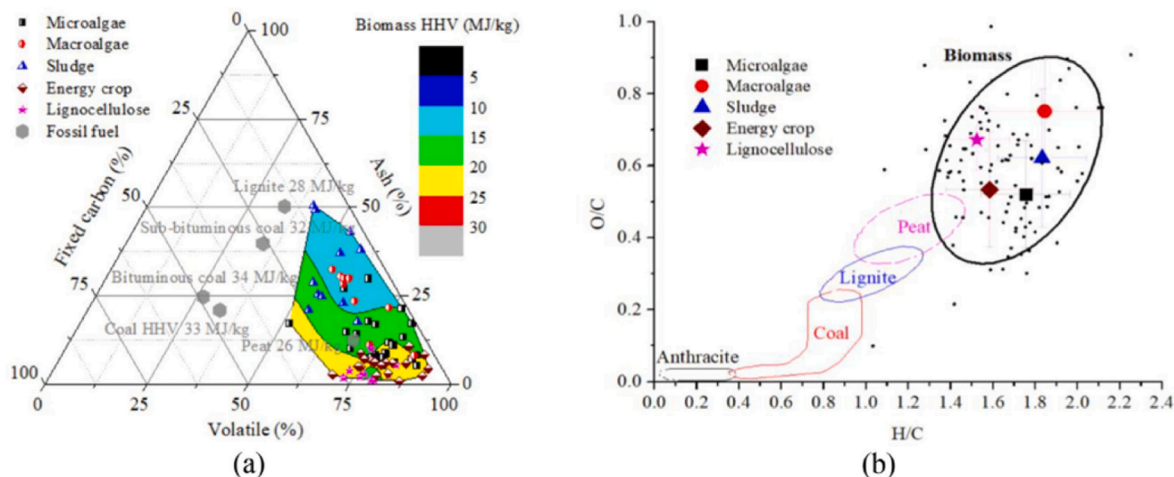 Microalgae
Macroalgae
Sludge
Energy crop
Lignocellulose
Fossil fuel
Biomass HHV (MJ/kg)
5
10
15
20
25
30
0
100
25
75
50
50
75
25
100
0
Fixed carbon (%)
Ash (%)
Lignite 28 MJ/kg
Sub-bituminous coal 32 MJ/kg
Bituminous coal 34 MJ/kg
Coal HHV 33 MJ/kg
Peat 26 MJ/kg
0
25
50
75
100
Volatile (%)
(a)
O/C
1.0
0.8
0.6
0.4
0.2
0.0
Microalgae
Macroalgae
Sludge
Energy crop
Lignocellulose
Biomass
Peat
Lignite
Coal
Anthracite
0.0 0.2 0.4 0.6 0.8 1.0 1.2 1.4 1.6 1.8 2.0 2.2 2.4
H/C
(b)